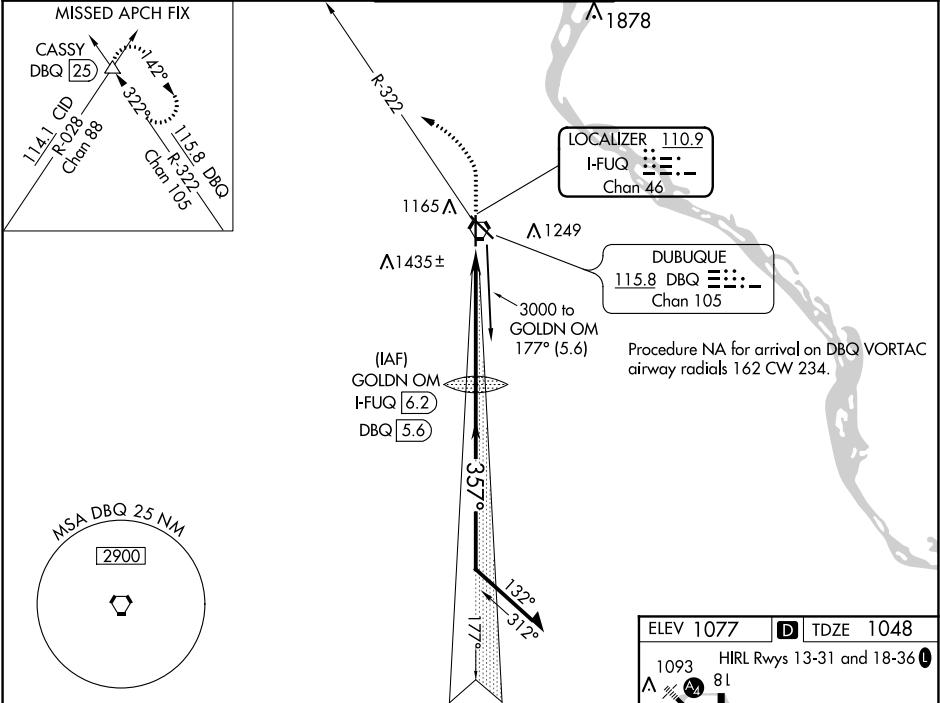 MISSED APCH FIX
CASSY
DBQ 25
142°
322°
114.1 CID
R-028
Chan 88
115.8 DBQ
R-322
Chan 105
R-322
1878
LOCALIZER 110.9
I-FUQ
Chan 46
1165
1249
1435 ±
DUBUQUE
115.8 DBQ
Chan 105
3000 to
GOLDN OM
177° (5.6)
Procedure NA for arrival on DBQ VORTAC
airway radials 162 CW 234.
(IAF)
GOLDN OM
I-FUQ 6.2
DBQ 5.6
357°
132°
312°
177°
MSA DBQ 25 NM
2900
ELEV 1077 D TDZE 1048
HIRL Rwys 13-31 and 18-36 L
1093
A4
18